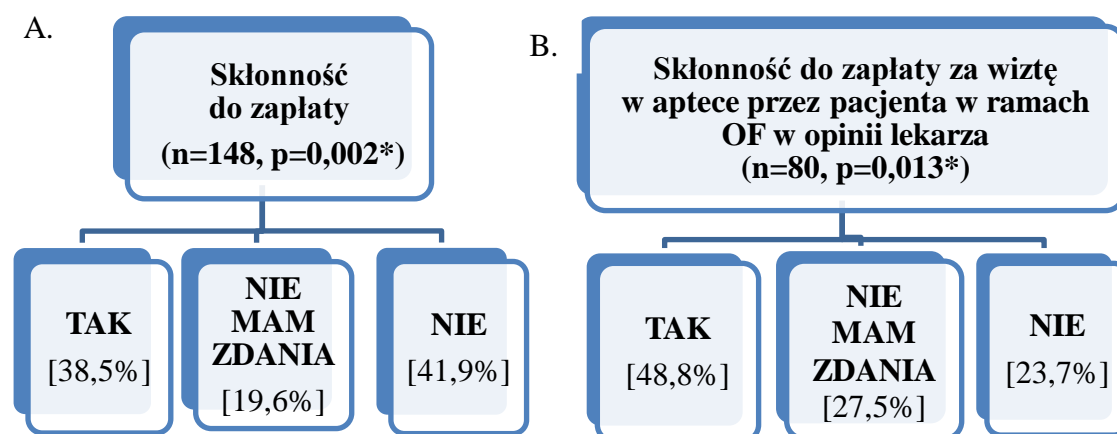 A.
Skłonność
do zapłaty
(n=148, p=0,002*)
TAK
[38,5%]
NIE
MAM
ZDANIA
[19,6%]
NIE
[41,9%]
B.
Skłonność do zapłaty za wiztę
w aptece przez pacjenta w ramach
OF w opinii lekarza
(n=80, p=0,013*)
TAK
[48,8%]
NIE
MAM
ZDANIA
[27,5%]
NIE
[23,7%]